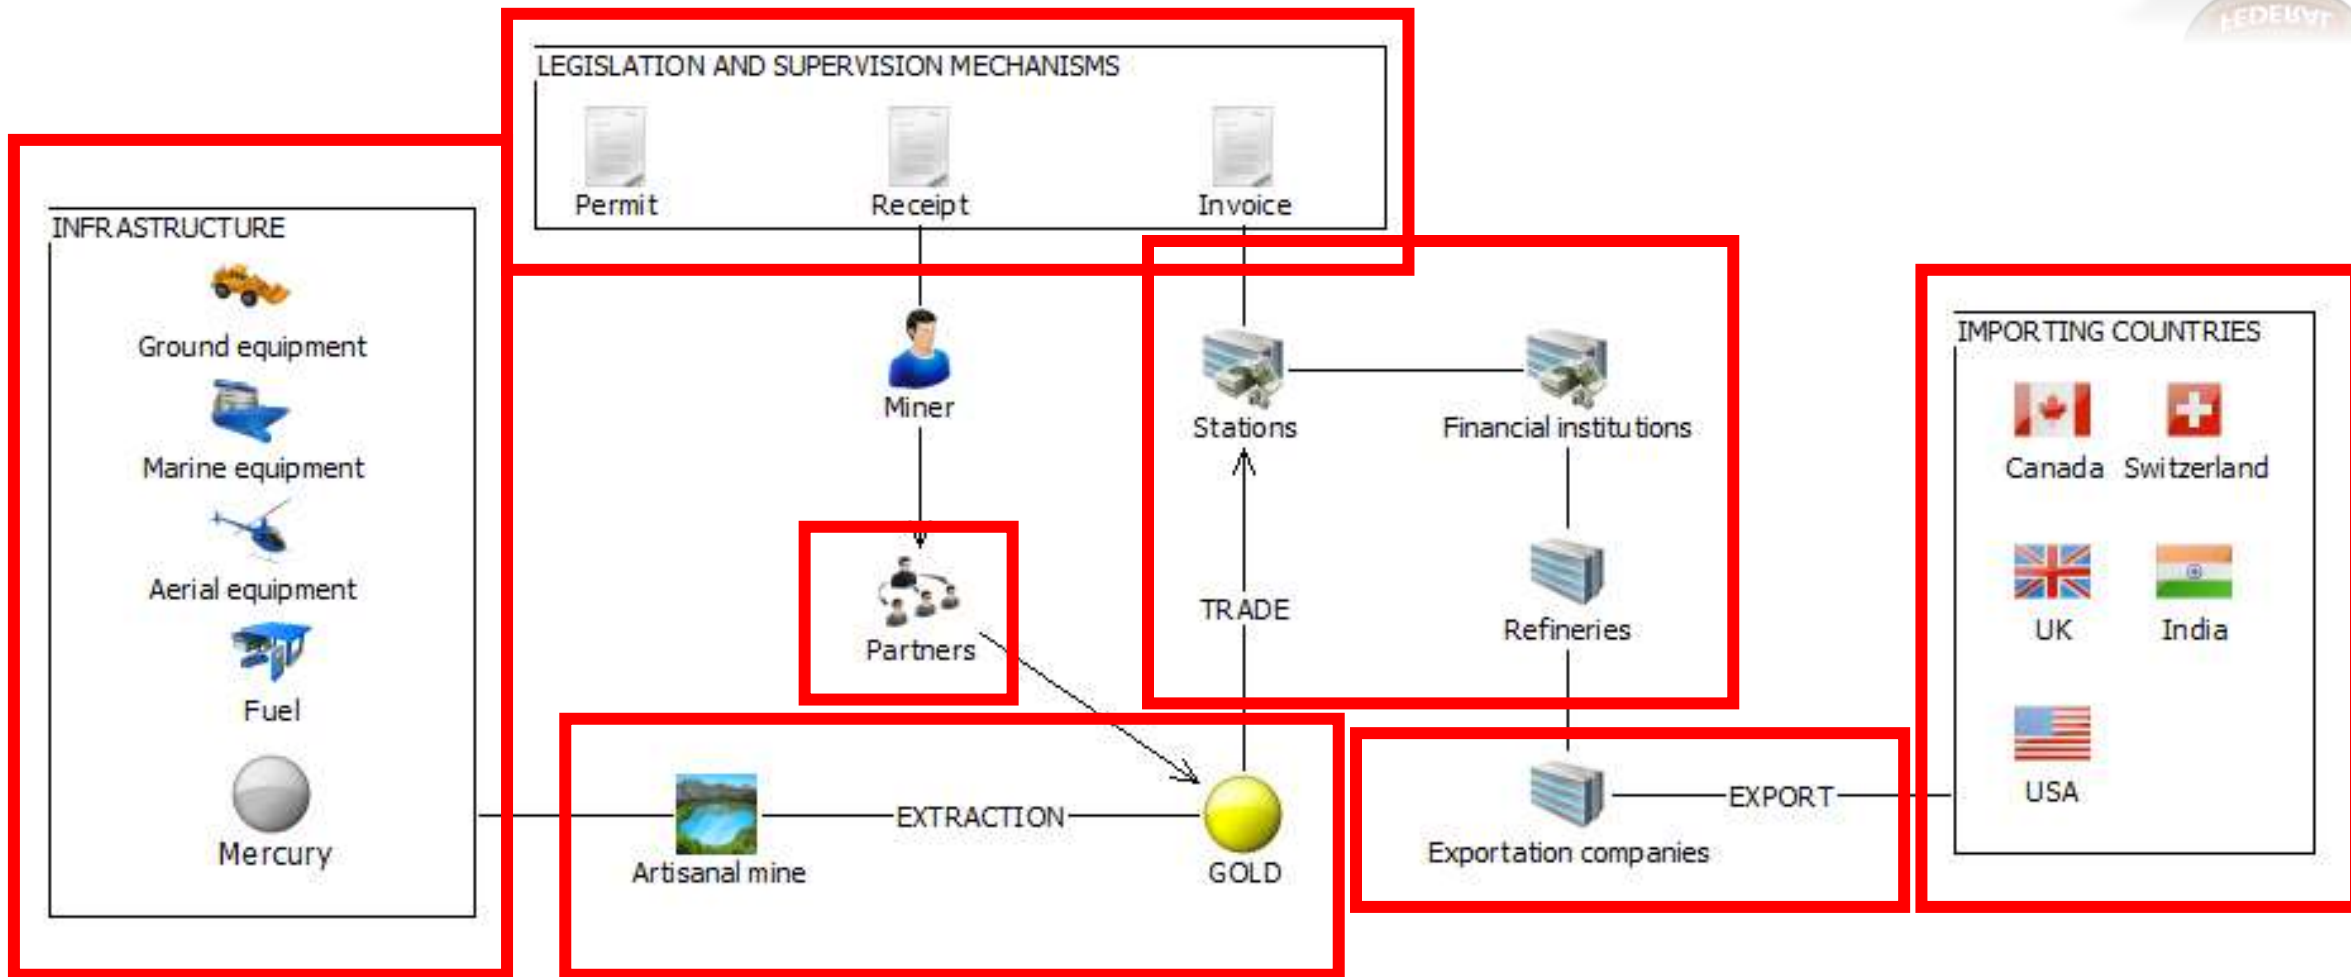 FEDERAL
LEGISLATION AND SUPERVISION MECHANISMS
Permit
Receipt
Invoice
INFRASTRUCTURE
Ground equipment
Marine equipment
Aerial equipment
Fuel
Mercury
Miner
Partners
Artisanal mine
EXTRACTION
GOLD
TRADE
Stations
Financial institutions
Refineries
Exportation companies
EXPORT
IMPORTING COUNTRIES
Canada
Switzerland
UK
India
USA